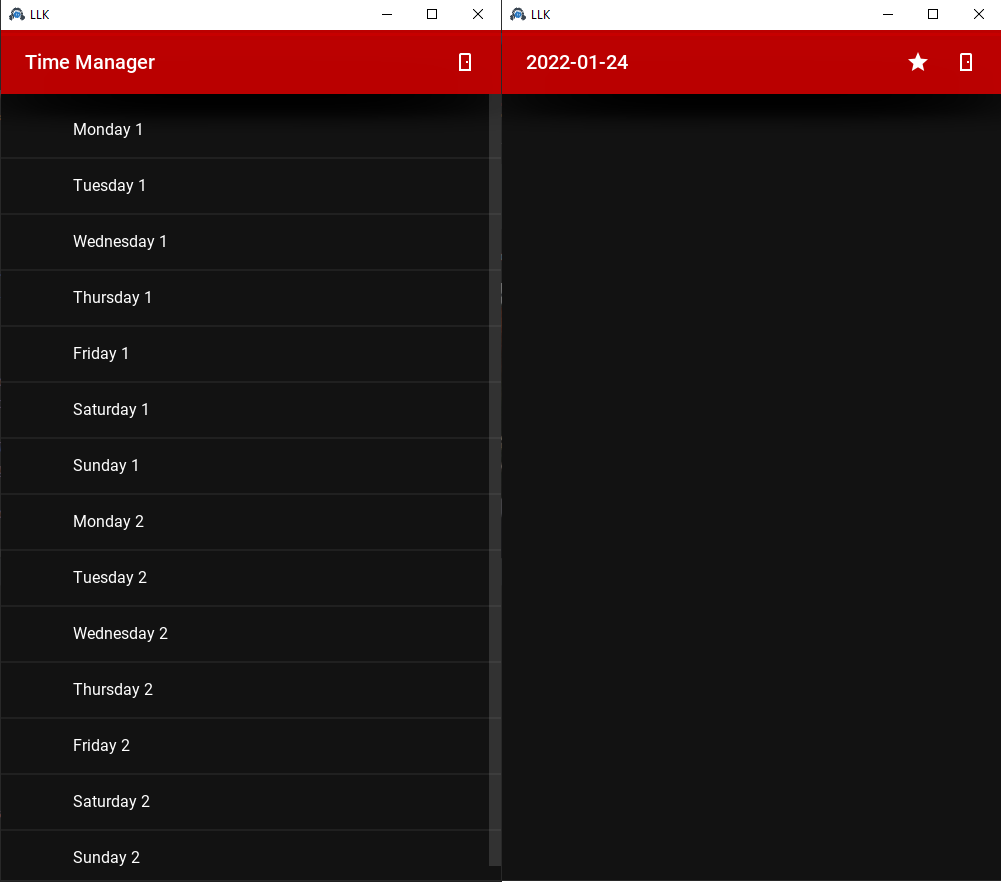 LLK
Time Manager
Monday 1
Tuesday 1
Wednesday 1
Thursday 1
Friday 1
Saturday 1
Sunday 1
Monday 2
Tuesday 2
Wednesday 2
Thursday 2
Friday 2
Saturday 2
Sunday 2
LLK
2022-01-24